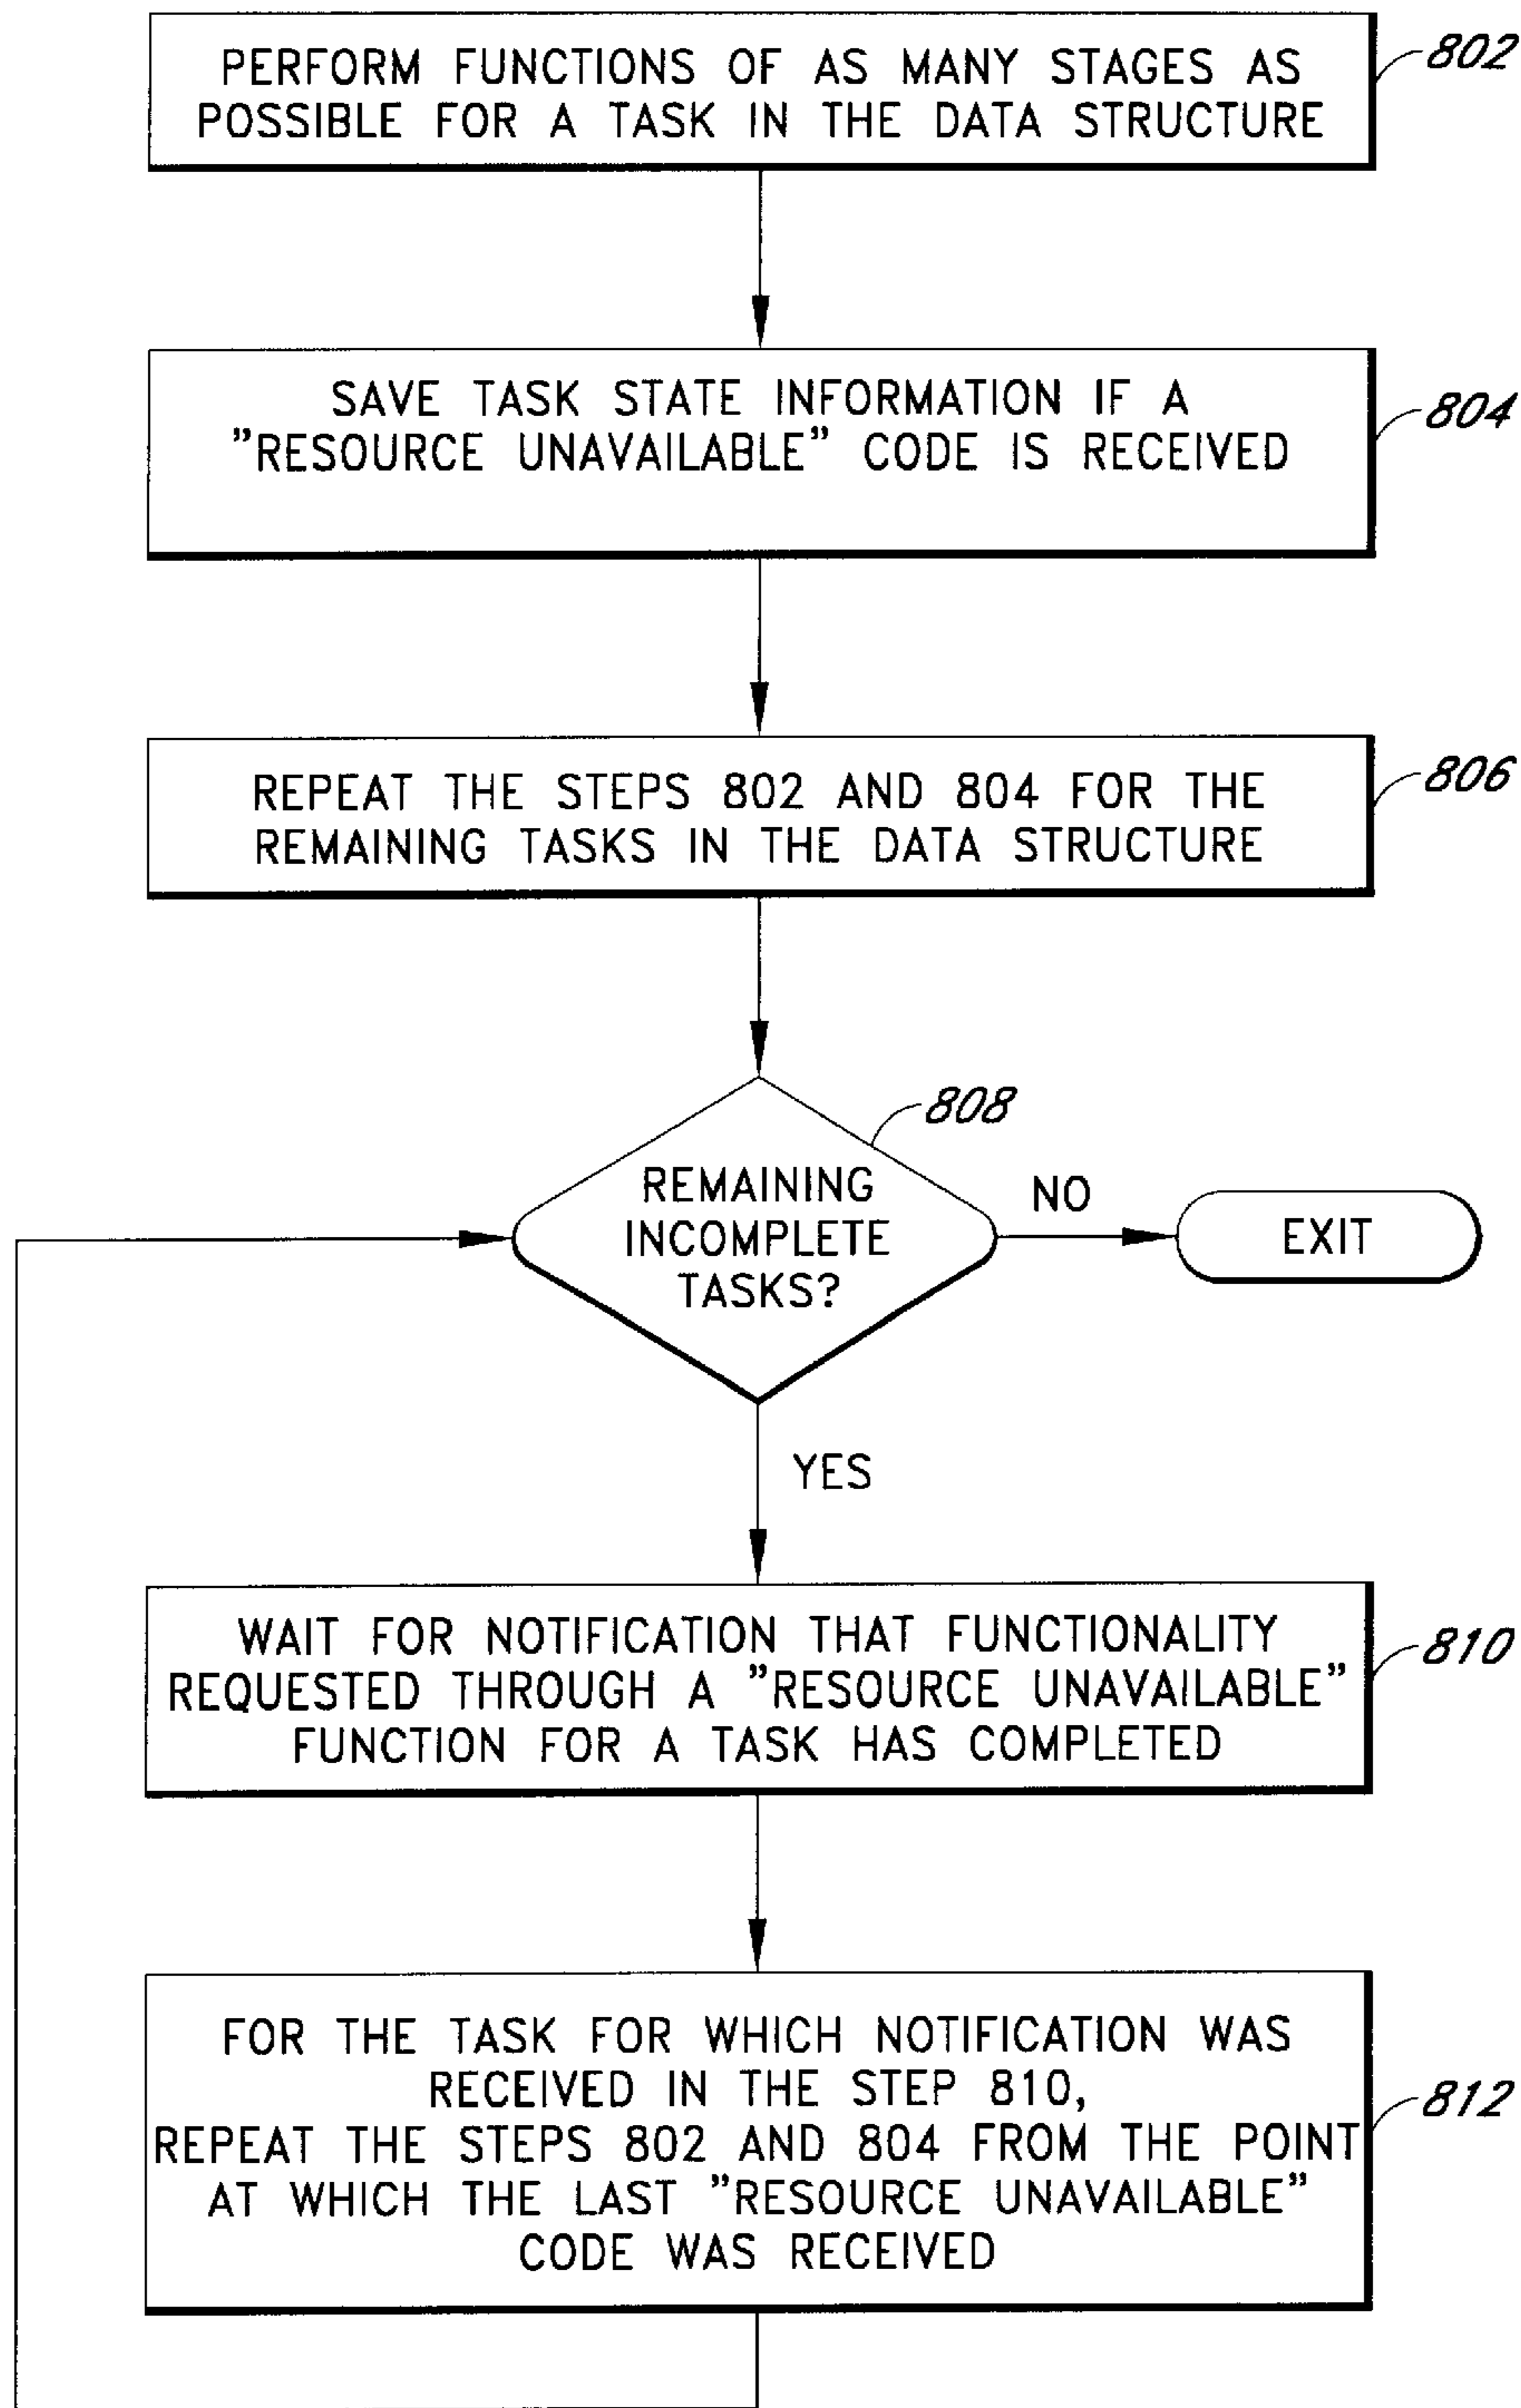 PERFORM FUNCTIONS OF AS MANY STAGES AS
POSSIBLE FOR A TASK IN THE DATA STRUCTURE
802
SAVE TASK STATE INFORMATION IF A
"RESOURCE UNAVAILABLE" CODE IS RECEIVED
804
REPEAT THE STEPS 802 AND 804 FOR THE
REMAINING TASKS IN THE DATA STRUCTURE
806
808
REMAINING
INCOMPLETE
TASKS?
NO
EXIT
YES
WAIT FOR NOTIFICATION THAT FUNCTIONALITY
REQUESTED THROUGH A "RESOURCE UNAVAILABLE"
FUNCTION FOR A TASK HAS COMPLETED
810
FOR THE TASK FOR WHICH NOTIFICATION WAS
RECEIVED IN THE STEP 810,
REPEAT THE STEPS 802 AND 804 FROM THE POINT
AT WHICH THE LAST "RESOURCE UNAVAILABLE"
CODE WAS RECEIVED
812